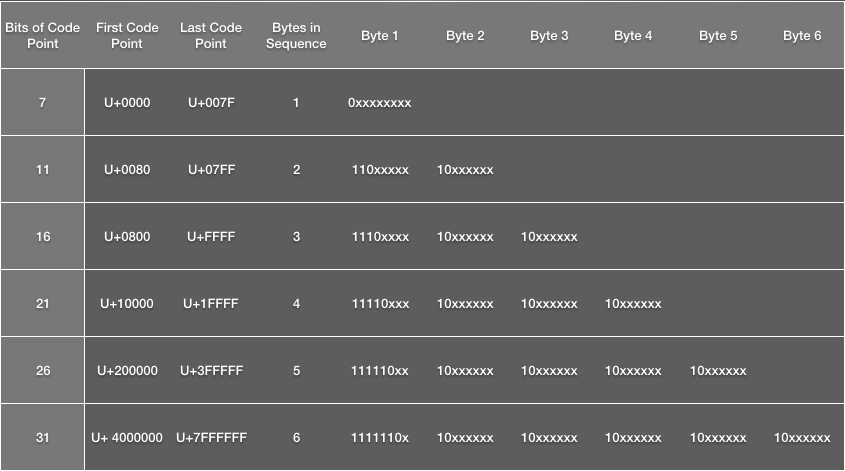 Bits of Code Point First Code Point Last Code Point Bytes in Sequence Byte 1 Byte 2 Byte 3 Byte 4 Byte 5 Byte 6
7 U+0000 U+007F 1 0xxxxxxxx
11 U+0080 U+07FF 2 110xxxxx 10xxxxxx
16 U+0800 U+FFFF 3 1110xxxx 10xxxxxx 10xxxxxx
21 U+10000 U+1FFFF 4 11110xxx 10xxxxxx 10xxxxxx 10xxxxxx
26 U+200000 U+3FFFFF 5 111110xx 10xxxxxx 10xxxxxx 10xxxxxx 10xxxxxx
31 U+ 4000000 U+7FFFFFF 6 1111110x 10xxxxxx 10xxxxxx 10xxxxxx 10xxxxxx 10xxxxxx